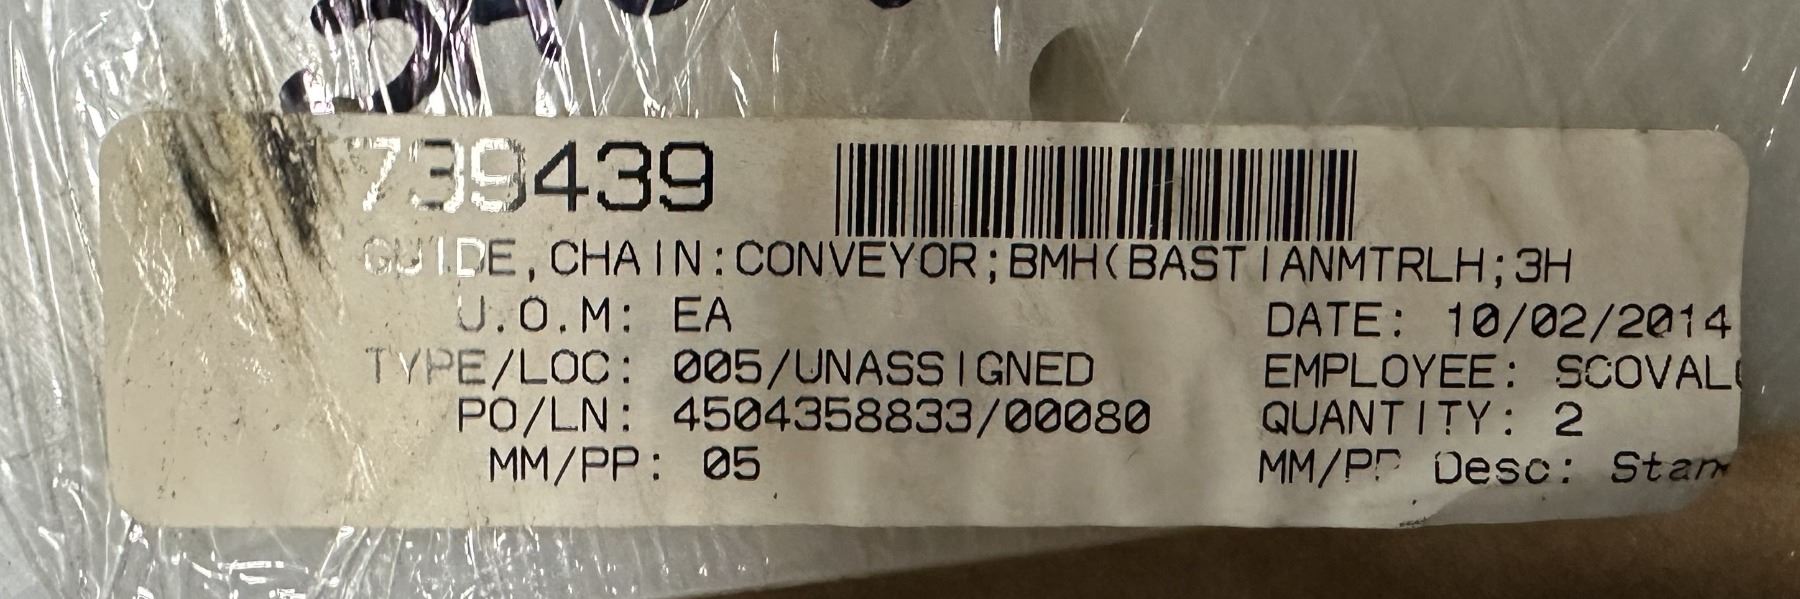 739439
GUIDE,CHAIN:CONVEYOR;BMH(BASTIANMTRLH;3H
U.O.M: EA DATE: 10/02/2014
TYPE/LOC: 005/UNASSIGNED EMPLOYEE: SCOVAL
PO/LN: 4504358833/00080 QUANTITY: 2
MM/PP: 05 MM/PP Desc: Stan